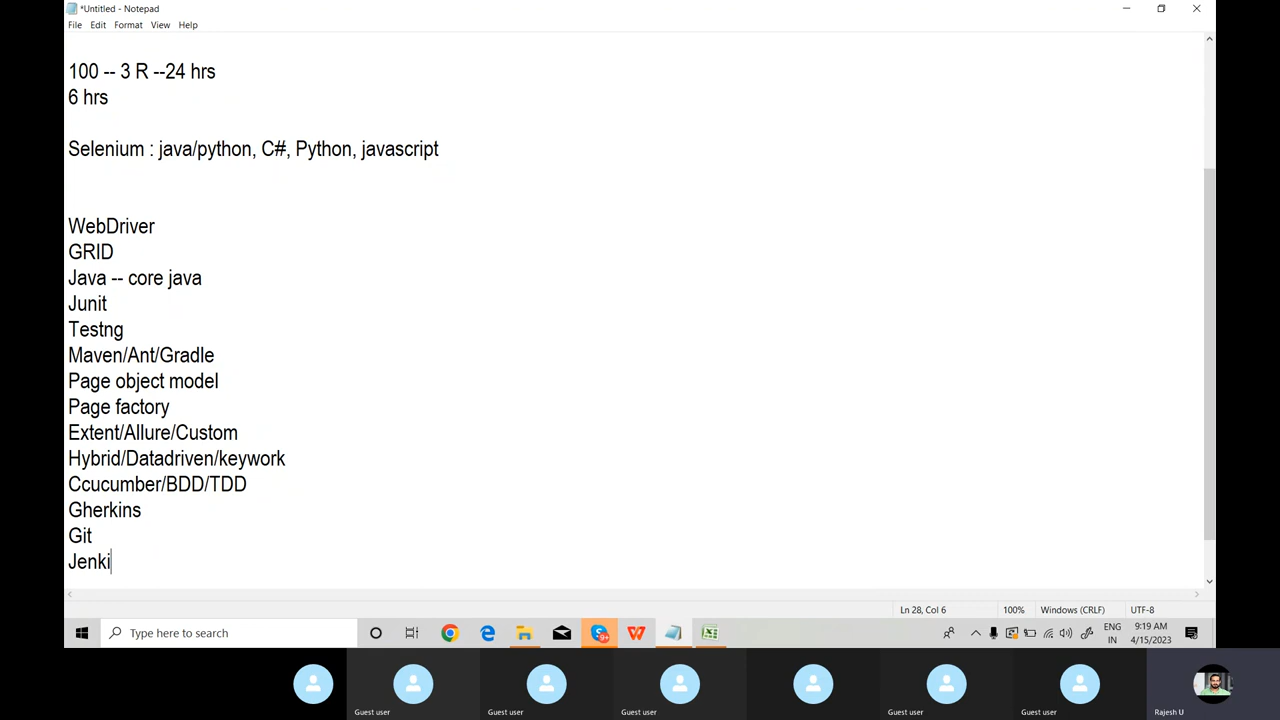 *Untitled - Notepad
File Edit Format View Help
100 -- 3 R --24 hrs
6 hrs
Selenium : java/python, C#, Python, javascript
WebDriver
GRID
Java -- core java
Junit
Testng
Maven/Ant/Gradle
Page object model
Page factory
Extent/Allure/Custom
Hybrid/Datadriven/keywork
Ccucumber/BDD/TDD
Gherkins
Git
Jenki
Ln 28, Col 6 100% Windows (CRLF) UTF-8
Type here to search
ENG
IN
9:19 AM
4/15/2023
Guest user Guest user Guest user Guest user Guest user Rajesh U